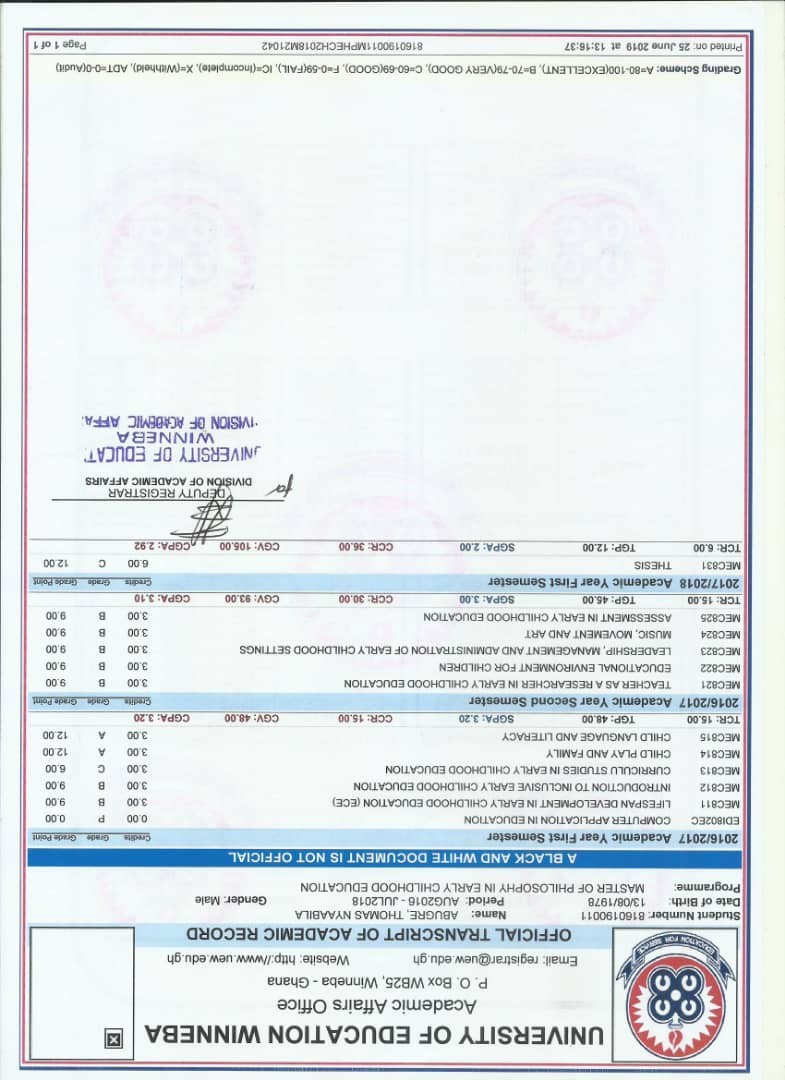 UNIVERSITY OF EDUCATION WINNEBA
Academic Affairs Office
P. O. Box WB25, Winneba - Ghana
Email: registrar@uew.edu.gh Website: http://www.uew.edu.gh
OFFICIAL TRANSCRIPT OF ACADEMIC RECORD
EDUCATION FOR SERVICE
Student Number: 8160190011 Name: ABUGRE, THOMAS NYAAVILA
Date of Birth: 13/08/1978 Period: AUG2016 - JUL2018 Gender: Male
Programme: MASTER OF PHILOSOPHY IN EARLY CHILDHOOD EDUCATION
A BLACK AND WHITE DOCUMENT IS NOT OFFICIAL
2016/2017 Academic Year First Semester Credits Grade Grade Point
EDI802EC COMPUTER APPLICATION IN EDUCATION 0.00 P 0.00
MEC811 LIFESPAN DEVELOPMENT IN EARLY CHILDHOOD EDUCATION (ECE) 3.00 B 9.00
MEC812 INTRODUCTION TO INCLUSIVE EARLY CHILDHOOD EDUCATION 3.00 B 9.00
MEC813 CURRICULU STUDIES IN EARLY CHILDHOOD EDUCATION 3.00 C 6.00
MEC814 CHILD PLAY AND FAMILY 3.00 A 12.00
MEC815 CHILD LANGUAGE AND LITERACY 3.00 A 12.00
TCR: 15.00 TGP: 48.00 SGPA: 3.20 CCR: 15.00 CGV: 48.00 CGPA: 3.20
2016/2017 Academic Year Second Semester Credits Grade Grade Point
MEC821 TEACHER AS A RESEARCHER IN EARLY CHILDHOOD EDUCATION 3.00 B 9.00
MEC822 EDUCATIONAL ENVIRONMENT FOR CHILDREN 3.00 B 9.00
MEC823 LEADERSHIP, MANAGEMENT AND ADMINISTRATION OF EARLY CHILDHOOD SETTINGS 3.00 B 9.00
MEC824 MUSIC, MOVEMENT AND ART 3.00 B 9.00
MEC825 ASSESSMENT IN EARLY CHILDHOOD EDUCATION 3.00 B 9.00
TCR: 15.00 TGP: 45.00 SGPA: 3.00 CCR: 30.00 CGV: 93.00 CGPA: 3.10
2017/2018 Academic Year First Semester Credits Grade Grade Point
MEC831 THESIS 6.00 C 12.00
TCR: 6.00 TGP: 12.00 SGPA: 2.00 CCR: 36.00 CGV: 105.00 CGPA: 2.92
DEPUTY REGISTRAR
DIVISION OF ACADEMIC AFFAIRS
NIVERSITY OF EDUCAT
WINNEBA
IVISION OF ACADEMIC AFFA
Grading Scheme: A=80-100(EXCELLENT), B=70-79(VERY GOOD), C=60-69(GOOD), F=0-59(FAIL), IC=(Incomplete), X=(Withheld), ADT=0-0(Audit)
Printed on: 25 June 2019 at 13:16:37 8160190011MPHECH2018M21042 Page 1 of 1